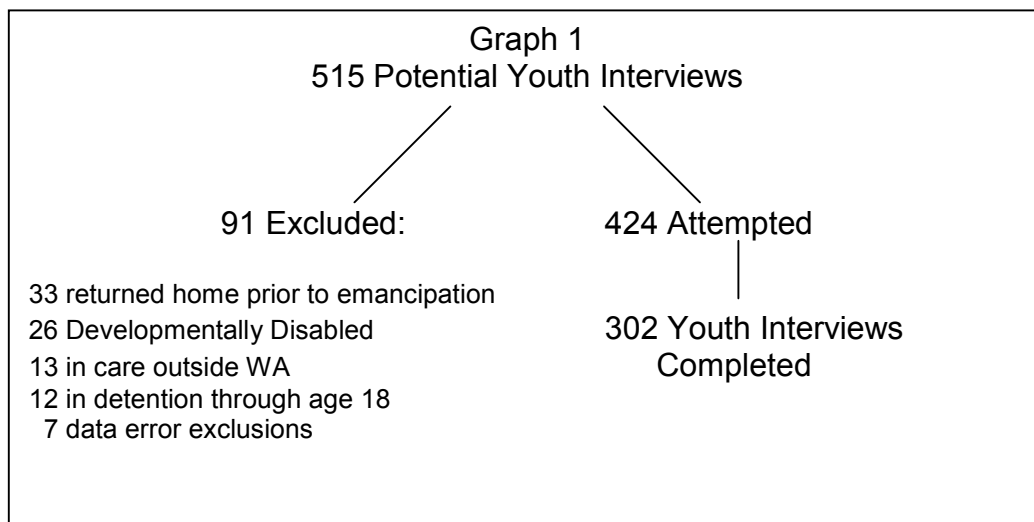 Graph 1
515 Potential Youth Interviews
91 Excluded:
33 returned home prior to emancipation
26 Developmentally Disabled
13 in care outside WA
12 in detention through age 18
7 data error exclusions
424 Attempted
302 Youth Interviews
Completed